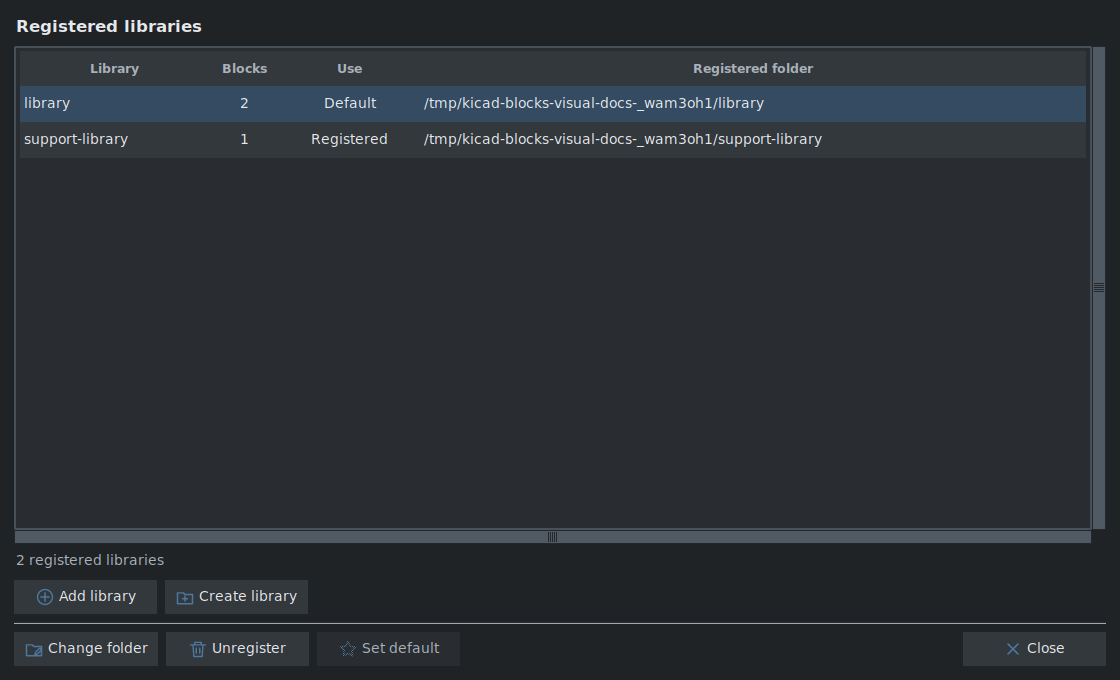 Registered libraries
Library Blocks Use Registered folder
library 2 Default /tmp/kicad-blocks-visual-docs-_wam3oh1/library
support-library 1 Registered /tmp/kicad-blocks-visual-docs-_wam3oh1/support-library
2 registered libraries
Add library Create library
Change folder Unregister Set default Close